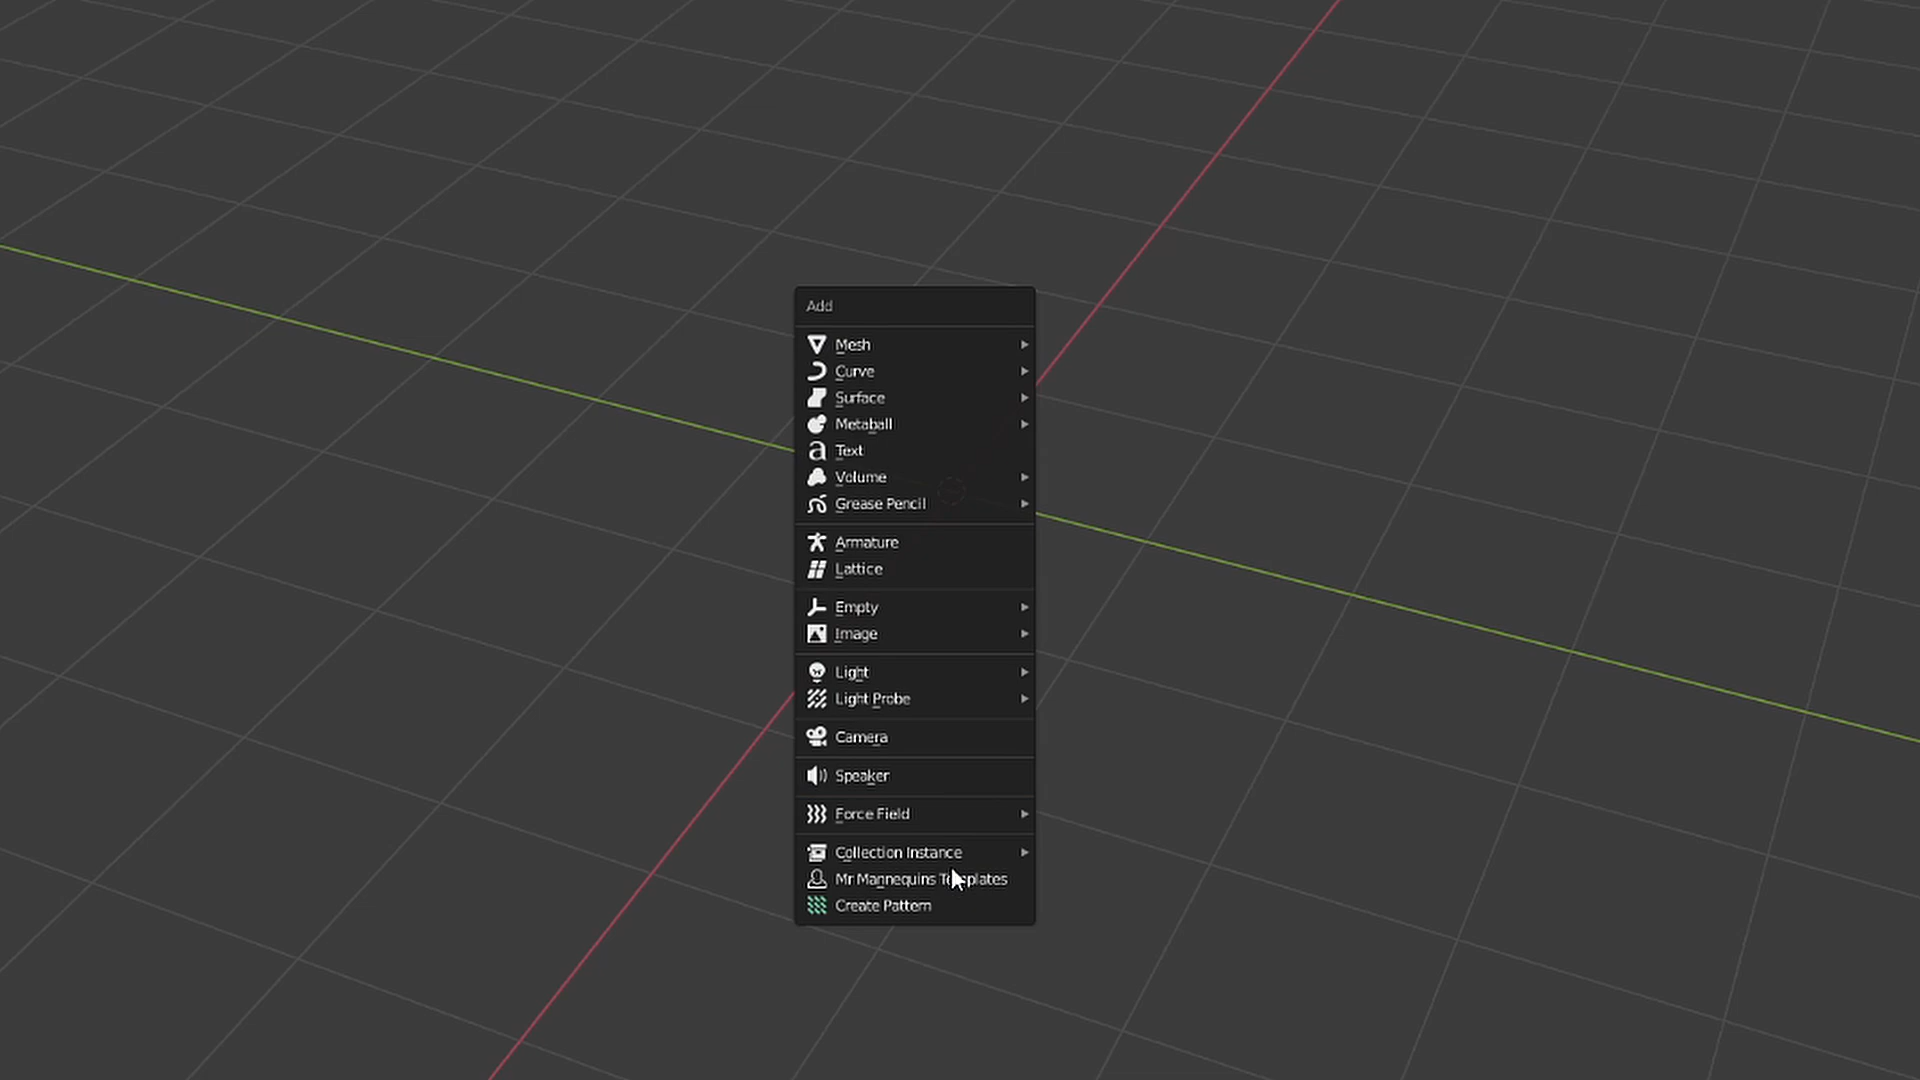 Add
Mesh
Curve
Surface
Metaball
Text
Volume
Grease Pencil
Armature
Lattice
Empty
Image
Light
Light Probe
Camera
Speaker
Force Field
Collection Instance
Mr Mannequins Templates
Create Pattern